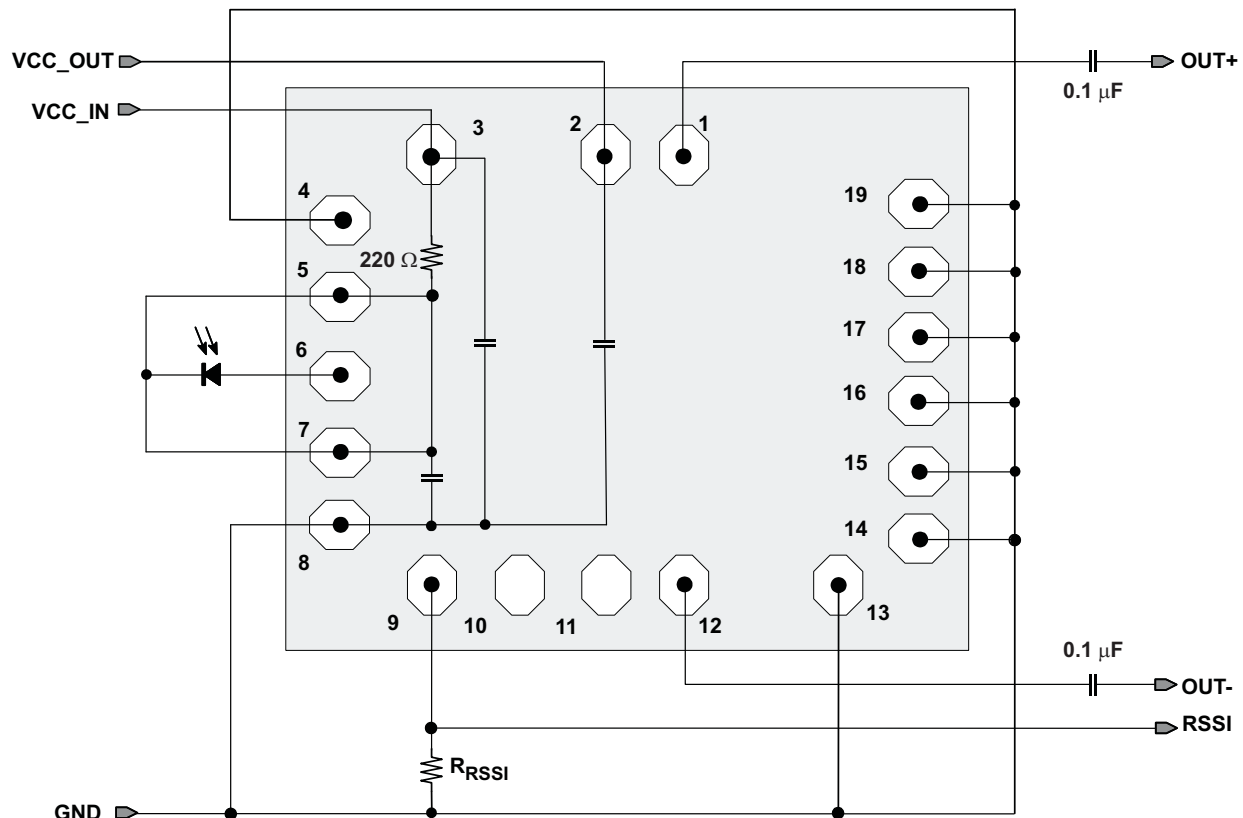 VCC_OUT
OUT+
0.1 μF
VCC_IN
3
2
1
4
19
220 Ω
5
18
17
6
16
7
15
14
8
9
10
11
12
13
0.1 μF
OUT-
RSSI
RRSSI
GND